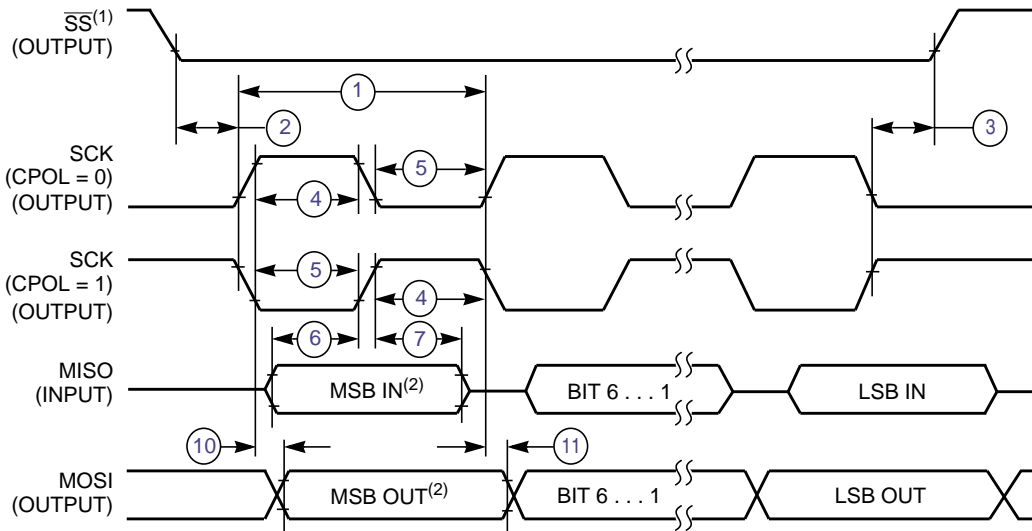 SS(1)
(OUTPUT)
1
2
3
SCK
(CPOL = 0)
(OUTPUT)
5
4
SCK
(CPOL = 1)
(OUTPUT)
5
4
6
7
MISO
(INPUT)
MSB IN(2)
BIT 6 . . . 1
LSB IN
10
11
MOSI
(OUTPUT)
MSB OUT(2)
BIT 6 . . . 1
LSB OUT